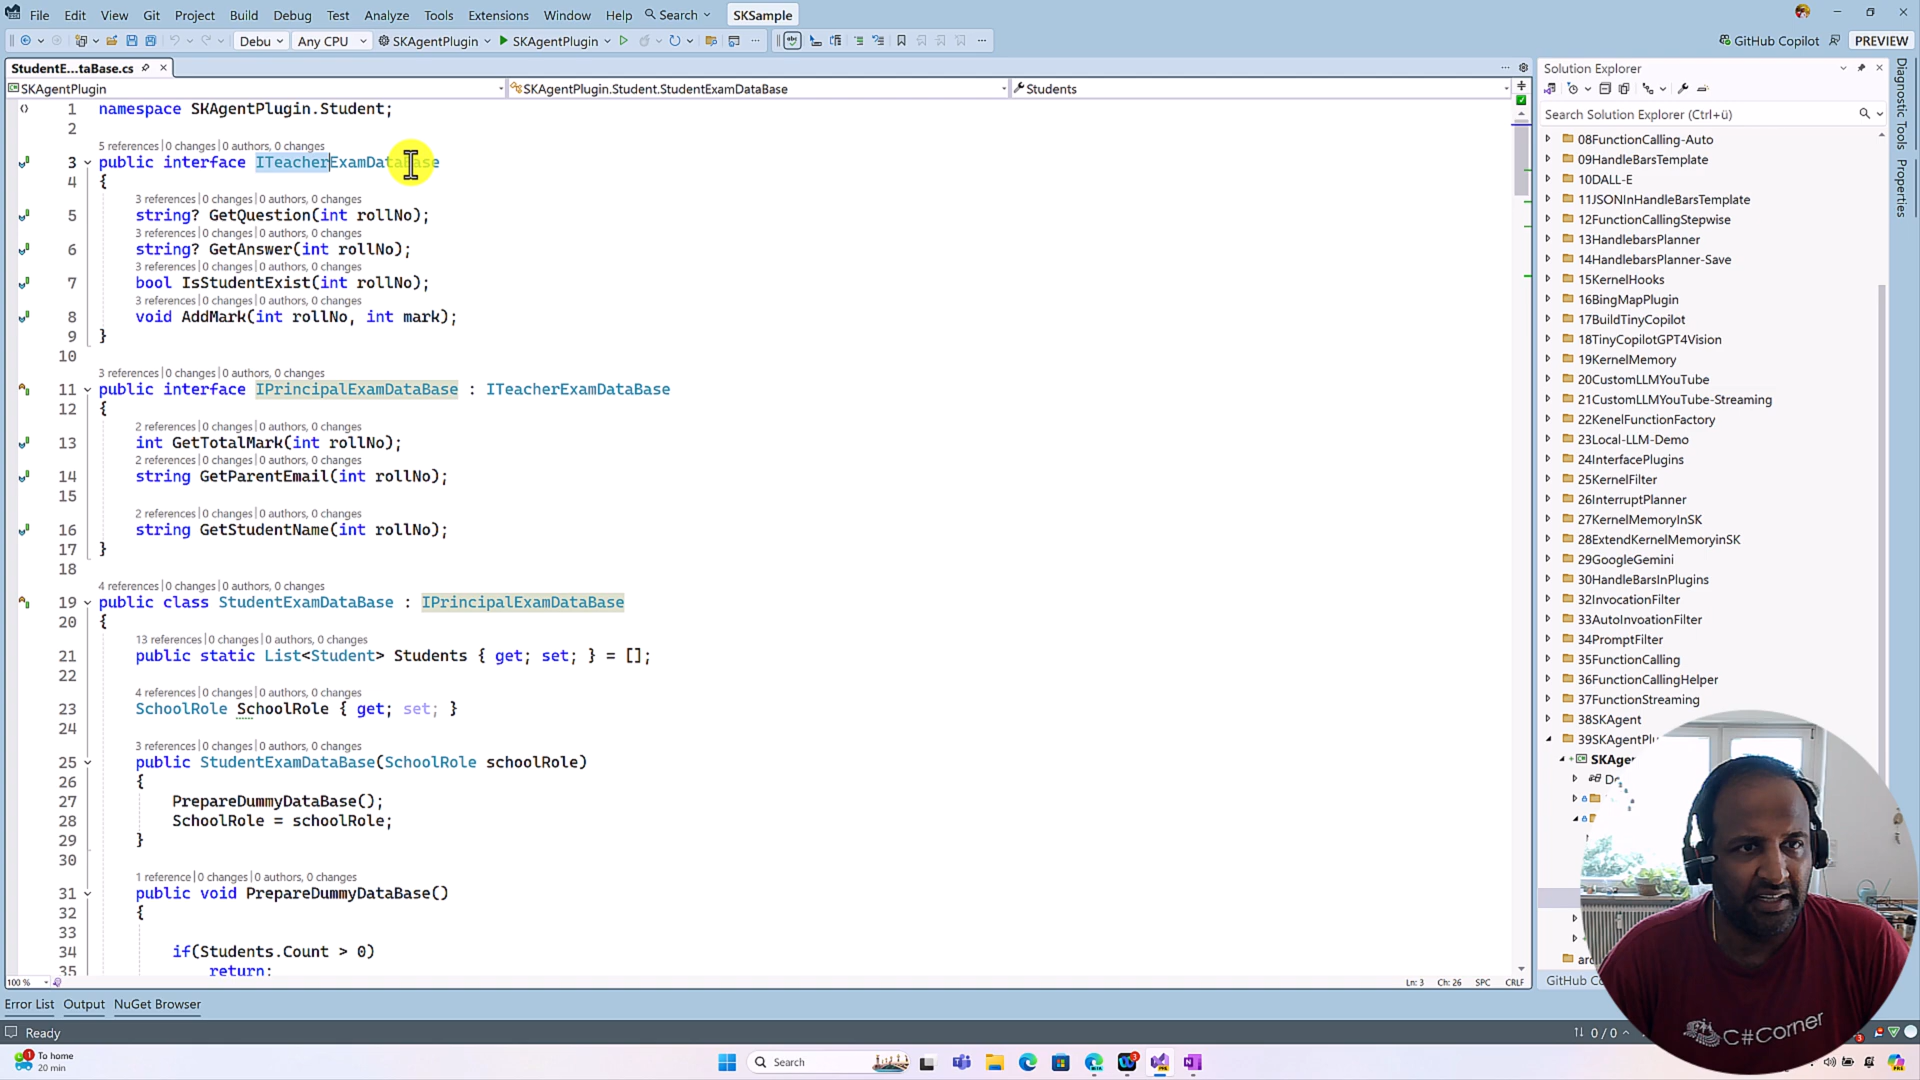 File Edit View Git Project Build Debug Test Analyze Tools Extensions Window Help Search SKSample
Debu Any CPU SKAgentPlugin SKAgentPlugin GitHub Copilot PREVIEW
StudentE...taBase.cs
SKAgentPlugin SKAgentPlugin.Student.StudentExamDataBase Students
1 namespace SKAgentPlugin.Student;
2
5 references | 0 changes | 0 authors, 0 changes
3 public interface ITeacherExamDataBase
4 {
3 references | 0 changes | 0 authors, 0 changes
5 string? GetQuestion(int rollNo);
3 references | 0 changes | 0 authors, 0 changes
6 string? GetAnswer(int rollNo);
3 references | 0 changes | 0 authors, 0 changes
7 bool IsStudentExist(int rollNo);
3 references | 0 changes | 0 authors, 0 changes
8 void AddMark(int rollNo, int mark);
9 }
10
3 references | 0 changes | 0 authors, 0 changes
11 public interface IPrincipalExamDataBase : ITeacherExamDataBase
12 {
2 references | 0 changes | 0 authors, 0 changes
13 int GetTotalMark(int rollNo);
2 references | 0 changes | 0 authors, 0 changes
14 string GetParentEmail(int rollNo);
15
2 references | 0 changes | 0 authors, 0 changes
16 string GetStudentName(int rollNo);
17 }
18
4 references | 0 changes | 0 authors, 0 changes
19 public class StudentExamDataBase : IPrincipalExamDataBase
20 {
13 references | 0 changes | 0 authors, 0 changes
21 public static List<Student> Students { get; set; } = [];
22
4 references | 0 changes | 0 authors, 0 changes
23 SchoolRole SchoolRole { get; set; }
24
3 references | 0 changes | 0 authors, 0 changes
25 public StudentExamDataBase(SchoolRole schoolRole)
26 {
27 PrepareDummyDataBase();
28 SchoolRole = schoolRole;
29 }
30
1 reference | 0 changes | 0 authors, 0 changes
31 public void PrepareDummyDataBase()
32 {
33
34 if(Students.Count > 0)
35 return;
100 % Ln: 3 Ch: 26 SPC CRLF
Solution Explorer
Search Solution Explorer (Ctrl+ü)
08FunctionCalling-Auto
09HandleBarsTemplate
10DALL-E
11JSONInHandleBarsTemplate
12FunctionCallingStepwise
13HandlebarsPlanner
14HandlebarsPlanner-Save
15KernelHooks
16BingMapPlugin
17BuildTinyCopilot
18TinyCopilotGPT4Vision
19KernelMemory
20CustomLLMYouTube
21CustomLLMYouTube-Streaming
22KenelFunctionFactory
23Local-LLM-Demo
24InterfacePlugins
25KernelFilter
26InterruptPlanner
27KernelMemoryInSK
28ExtendKernelMemoryinSK
29GoogleGemini
30HandleBarsInPlugins
32InvocationFilter
33AutoInvoationFilter
34PromptFilter
35FunctionCalling
36FunctionCallingHelper
37FunctionStreaming
38SKAgent
39SKAgentPlu
SKAger
De
arc
GitHub Co
Diagnostic Tools
Properties
C#Corner
Error List Output NuGet Browser
Ready 0 / 0
To home
20 min
Search